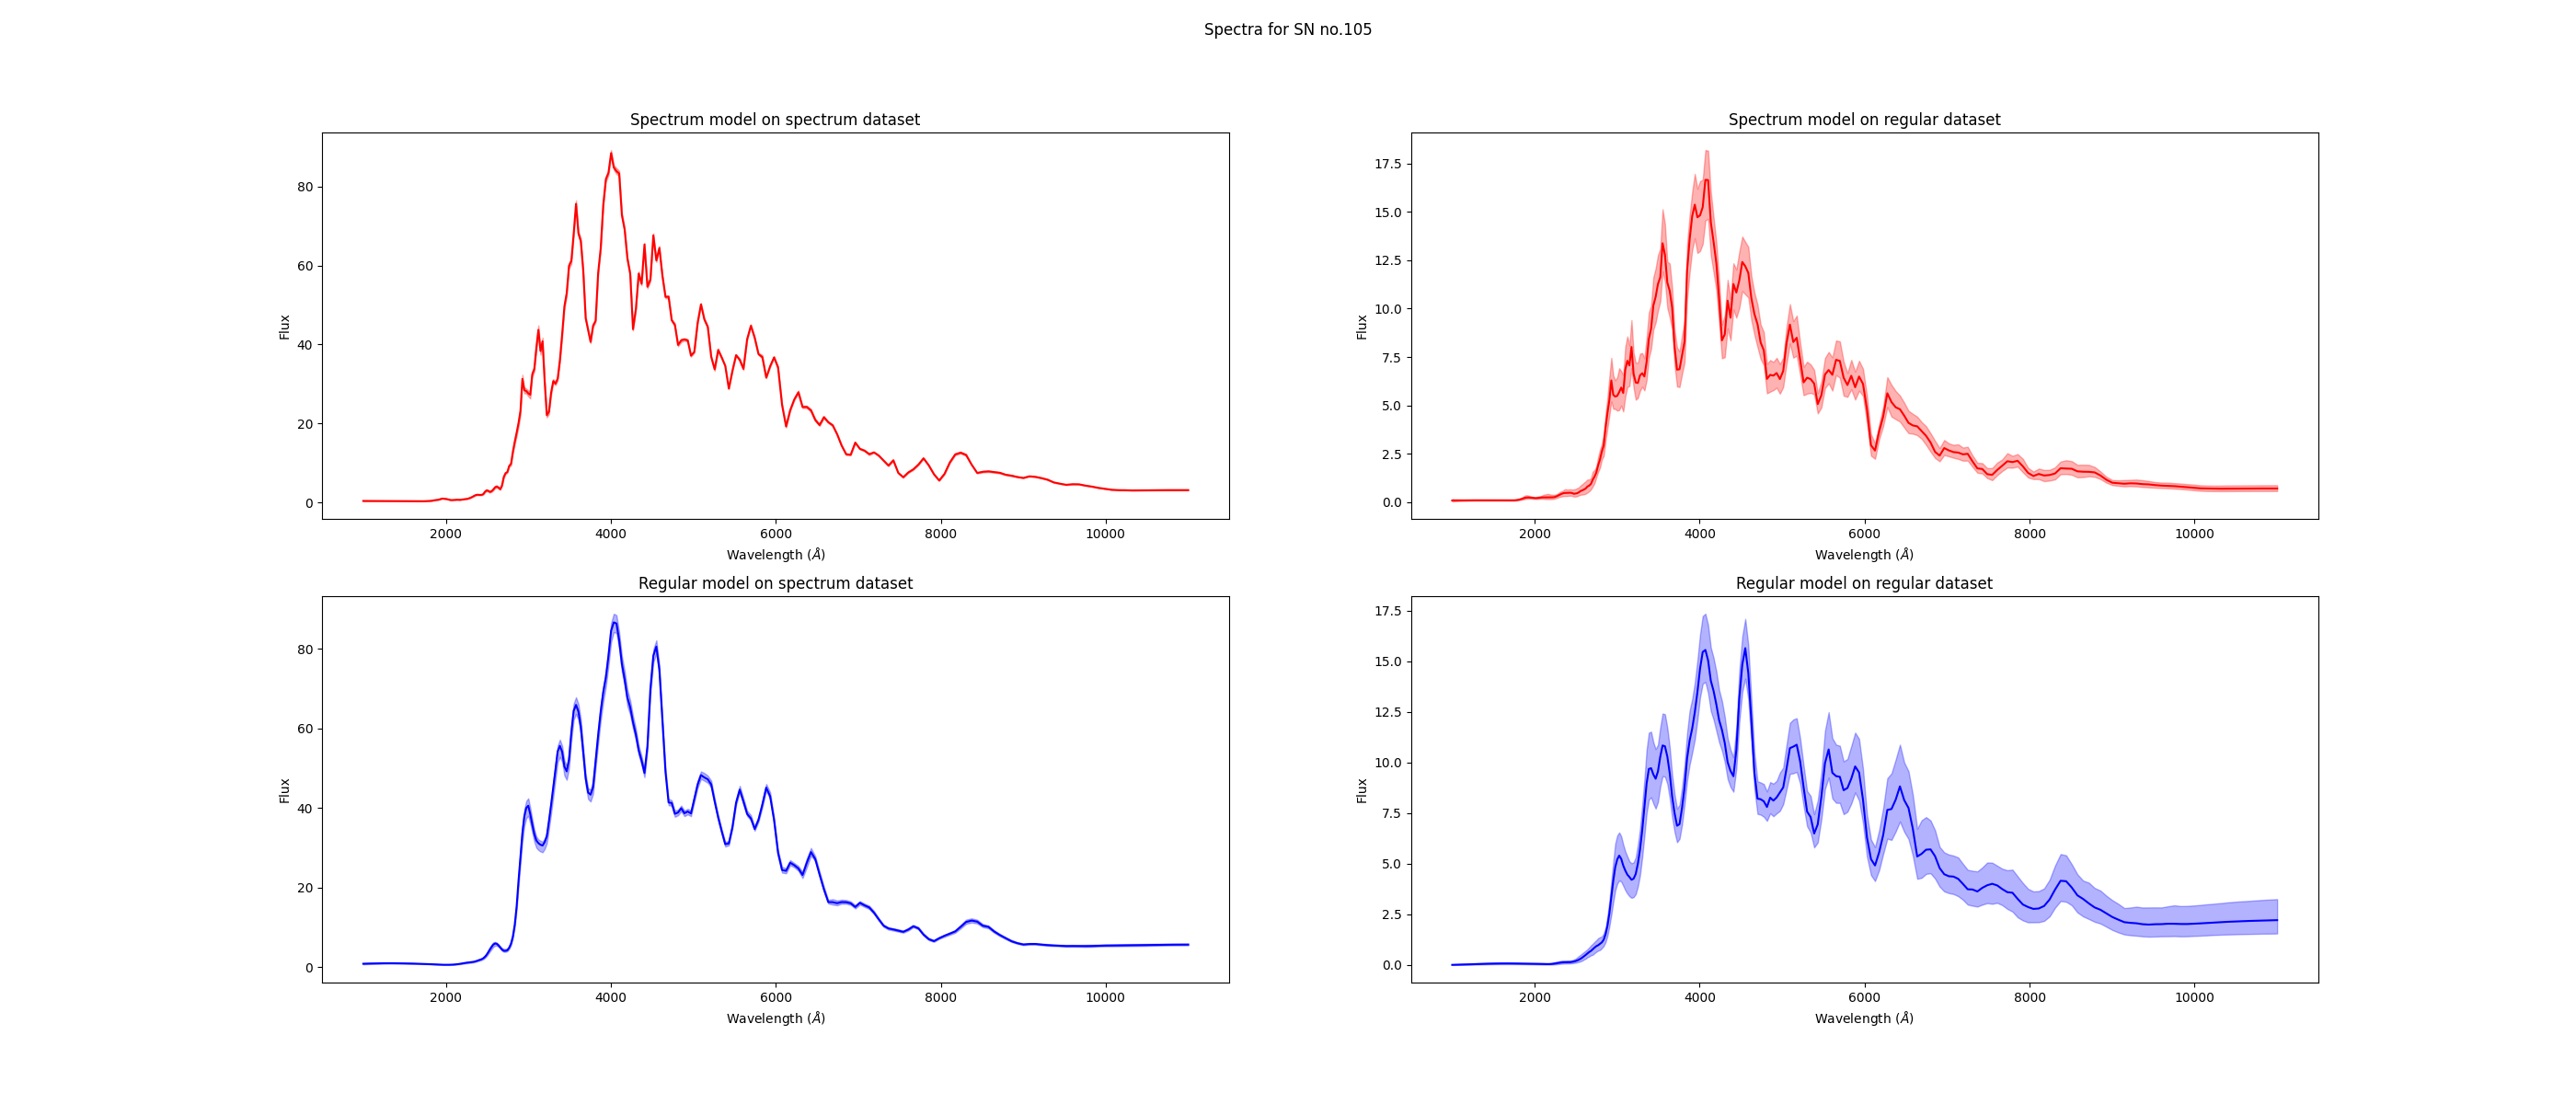 Spectra for SN no.105
Spectrum model on spectrum dataset
Flux
80
60
40
20
0
2000 4000 6000 8000 10000
Wavelength (Å)
Spectrum model on regular dataset
Flux
17.5
15.0
12.5
10.0
7.5
5.0
2.5
0.0
2000 4000 6000 8000 10000
Wavelength (Å)
Regular model on spectrum dataset
Flux
80
60
40
20
0
2000 4000 6000 8000 10000
Wavelength (Å)
Regular model on regular dataset
Flux
17.5
15.0
12.5
10.0
7.5
5.0
2.5
0.0
2000 4000 6000 8000 10000
Wavelength (Å)